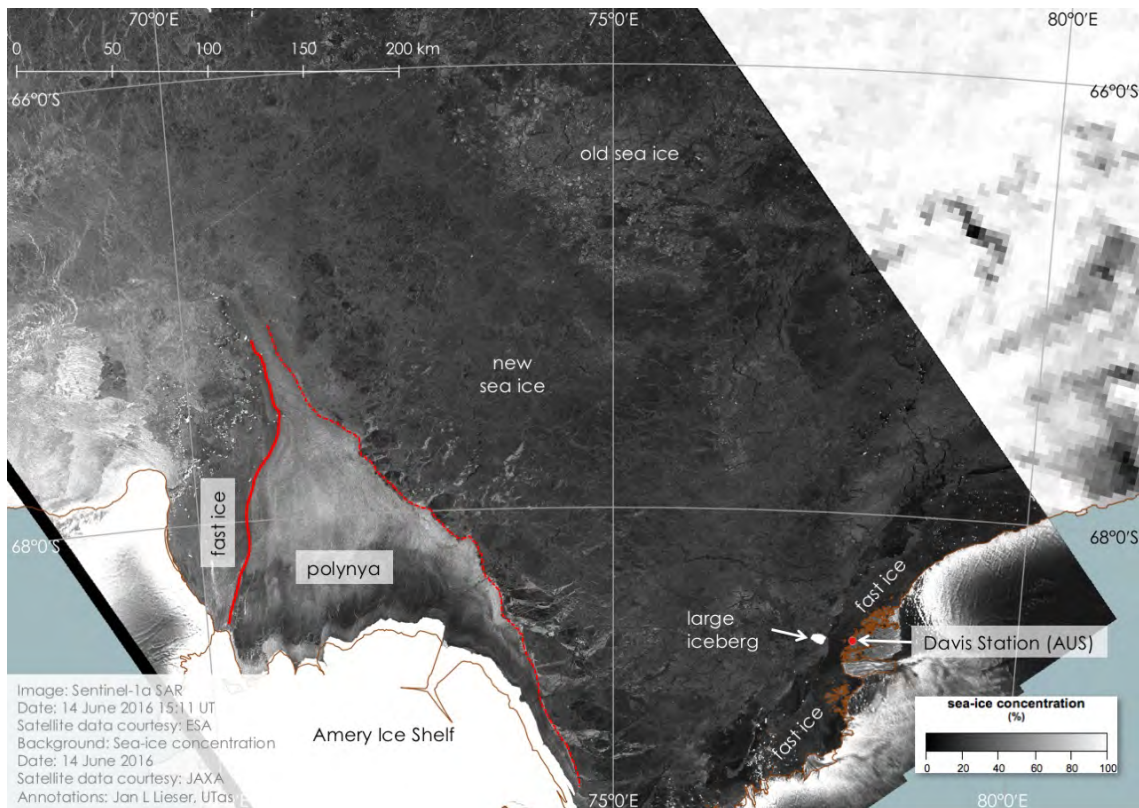 70°0'E
75°0'E
80°0'E
0 50 100 150 200 km
66°0'S
66°0'S
old sea ice
new
sea ice
fast ice
68°0'S
68°0'S
polynya
fast ice
large
iceberg
Davis Station (AUS)
Image: Sentinel-1a SAR
Date: 14 June 2016 15:11 UT
Satellite data courtesy: ESA
Background: Sea-ice concentration
Date: 14 June 2016
Satellite data courtesy: JAXA
Annotations: Jan L Lieser, UTas
Amery Ice Shelf
fast ice
sea-ice concentration
(%)
0 20 40 60 80 100
75°0'E
80°0'E